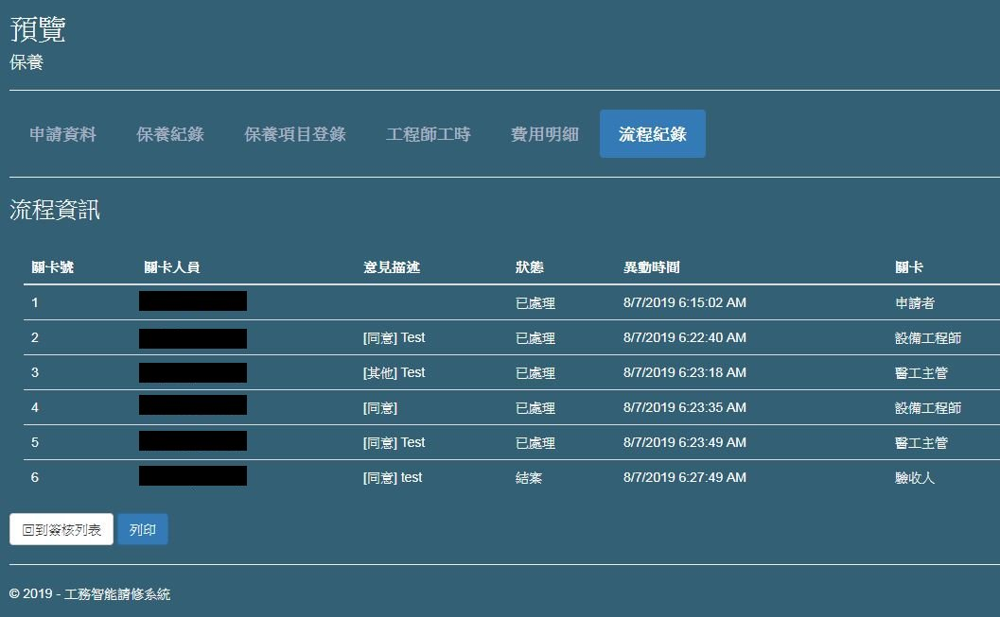 預覽
保養
申請資料 保養紀錄 保養項目登錄 工程師工時 費用明細 流程紀錄
流程資訊
關卡號 關卡人員 意見描述 狀態 異動時間 關卡
1 已處理 8/7/2019 6:15:02 AM 申請者
2 [同意] Test 已處理 8/7/2019 6:22:40 AM 設備工程師
3 [其他] Test 已處理 8/7/2019 6:23:18 AM 醫工主管
4 [同意] 已處理 8/7/2019 6:23:35 AM 設備工程師
5 [同意] Test 已處理 8/7/2019 6:23:49 AM 醫工主管
6 [同意] test 結案 8/7/2019 6:27:49 AM 驗收人
回到簽核列表 列印
© 2019 - 工務智能請修系統